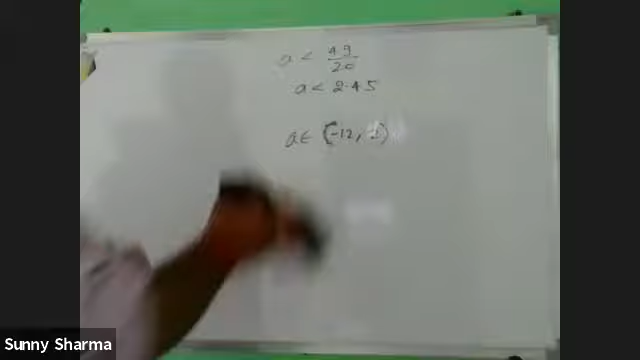 a < 49/20
a < 2.45
a ∈ (-12,
Sunny Sharma